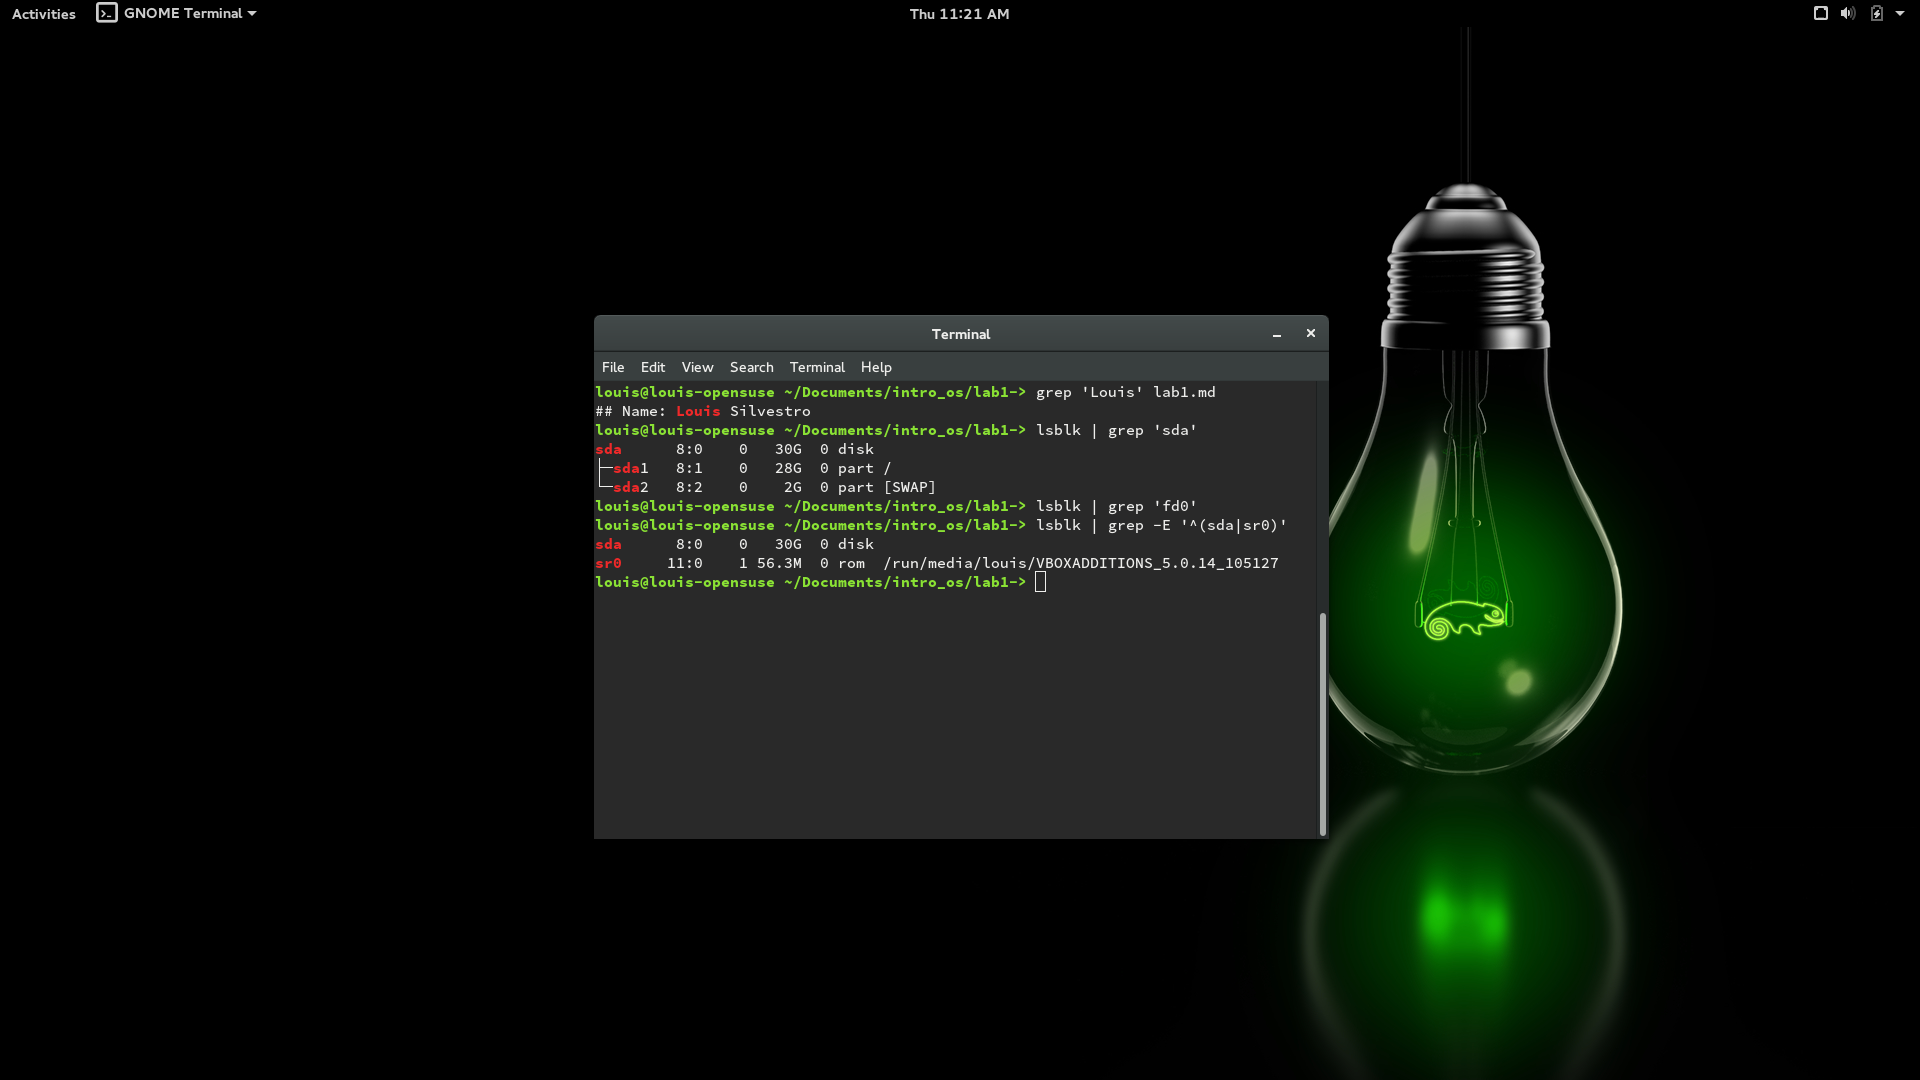 Activities GNOME Terminal Thu 11:21 AM
Terminal
File Edit View Search Terminal Help
louis@louis-opensuse ~/Documents/intro_os/lab1-> grep 'Louis' lab1.md
## Name: Louis Silvestro
louis@louis-opensuse ~/Documents/intro_os/lab1-> lsblk | grep 'sda'
sda      8:0    0   30G  0 disk
├─sda1   8:1    0   28G  0 part /
└─sda2   8:2    0    2G  0 part [SWAP]
louis@louis-opensuse ~/Documents/intro_os/lab1-> lsblk | grep 'fd0'
louis@louis-opensuse ~/Documents/intro_os/lab1-> lsblk | grep -E '^(sda|sr0)'
sda      8:0    0   30G  0 disk
sr0     11:0    1 56.3M  0 rom  /run/media/louis/VBOXADDITIONS_5.0.14_105127
louis@louis-opensuse ~/Documents/intro_os/lab1->